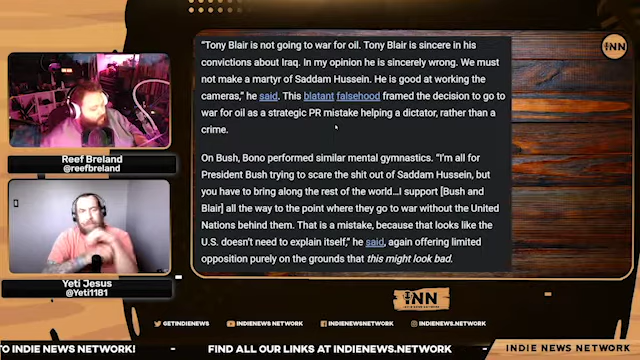 "Tony Blair is not going to war for oil. Tony Blair is sincere in his
convictions about Iraq. In my opinion he is sincerely wrong. We must
not make a martyr of Saddam Hussein. He is good at working the
cameras," he said. This blatant falsehood framed the decision to go to
war for oil as a strategic PR mistake helping a dictator, rather than a
crime.
On Bush, Bono performed similar mental gymnastics. "I'm all for
President Bush trying to scare the shit out of Saddam Hussein, but
you have to bring along the rest of the world…I support [Bush and
Blair] all the way to the point where they go to war without the United
Nations behind them. That is a mistake, because that looks like the
U.S. doesn't need to explain itself," he said, again offering limited
opposition purely on the grounds that this might look bad.
INN
Reef Breland
@reefbreland
Yeti Jesus
@Yeti1181
INN
INDIE NEWS NETWORK
GETINDIENEWS
INDIE NEWS NETWORK
INDIENEWSNETWORK
INDIENEWS.NETWORK
TO INDIE NEWS NETWORK!
FIND ALL OUR LINKS AT INDIENEWS.NETWORK
INDIE NEWS NETWORK